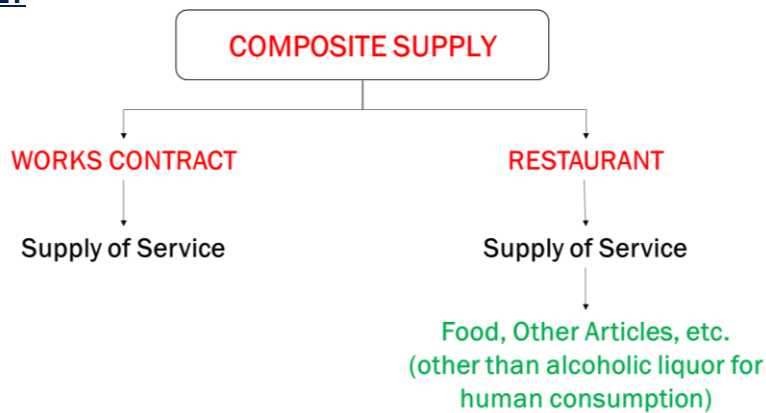 COMPOSITE SUPPLY
WORKS CONTRACT
RESTAURANT
Supply of Service
Supply of Service
Food, Other Articles, etc.
(other than alcoholic liquor for
human consumption)